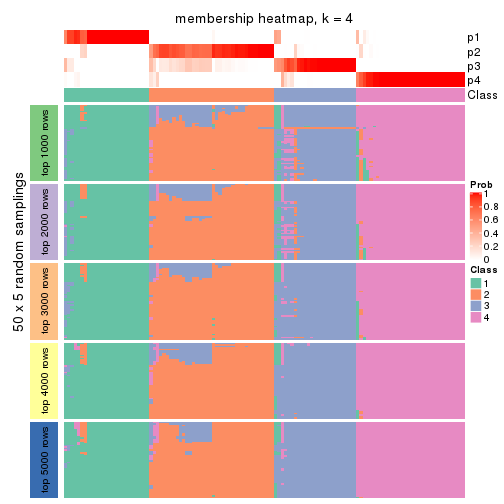 membership heatmap, k = 4
p1
p2
p3
p4
Class
50 x 5 random samplings
top 1000 rows
top 2000 rows
top 3000 rows
top 4000 rows
top 5000 rows
Prob
1
0.8
0.6
0.4
0.2
0
Class
1
2
3
4